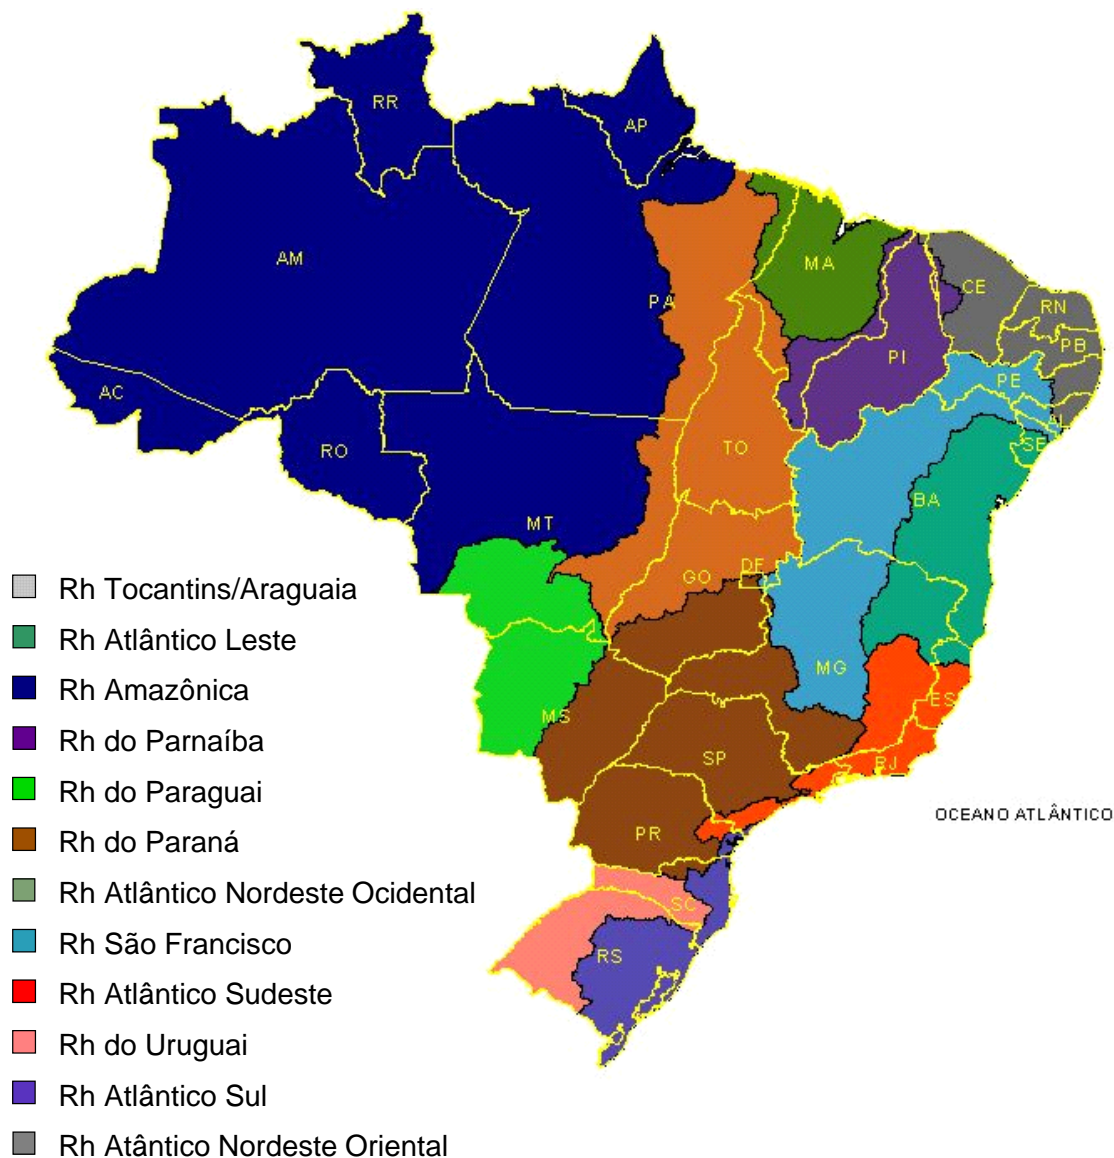 RR
AP
AM
PA
MA
CE
RN
PB
PI
PE
AL
AC
RO
TO
SE
BA
MT
DF
GO
MG
ES
MS
SP
RJ
PR
SC
RS
OCEANO ATLÂNTICO
Rh Tocantins/Araguaia
Rh Atlântico Leste
Rh Amazônica
Rh do Parnaíba
Rh do Paraguai
Rh do Paraná
Rh Atlântico Nordeste Ocidental
Rh São Francisco
Rh Atlântico Sudeste
Rh do Uruguai
Rh Atlântico Sul
Rh Atântico Nordeste Oriental